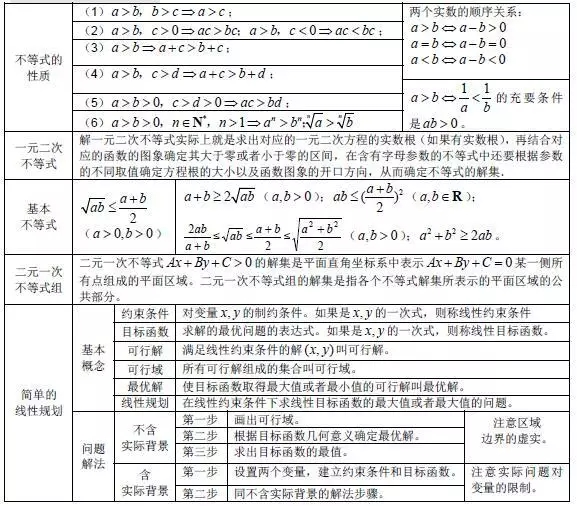 不等式的
性质
（1）a>b，b>c⇒a>c；
（2）a>b，c>0⇒ac>bc；a>b，c<0⇒ac<bc；
（3）a>b⇒a+c>b+c；
（4）a>b，c>d⇒a+c>b+d；
（5）a>b>0，c>d>0⇒ac>bd；
（6）a>b>0，n∈N*，n>1⇒aⁿ>bⁿ;ⁿ√a>ⁿ√b
两个实数的顺序关系：
a>b⇔a−b>0
a=b⇔a−b=0
a<b⇔a−b<0
a>b⇔1/a<1/b的充要条件
是ab>0。
一元二次
不等式
解一元二次不等式实际上就是求出对应的一元二次方程的实数根（如果有实数根），再结合对
应的函数的图象确定其大于零或者小于零的区间，在含有字母参数的不等式中还要根据参数
的不同取值确定方程根的大小以及函数图象的开口方向，从而确定不等式的解集．
基本
不等式
√ab≤(a+b)/2
（a>0,b>0）
a+b≥2√ab（a,b>0）；ab≤((a+b)/2)²（a,b∈R）；
2ab/(a+b)≤√ab≤(a+b)/2≤√((a²+b²)/2)（a,b>0）；a²+b²≥2ab。
二元一次
不等式组
二元一次不等式Ax+By+C>0的解集是平面直角坐标系中表示Ax+By+C=0某一侧所
有点组成的平面区域。二元一次不等式组的解集是指各个不等式解集所表示的平面区域的公
共部分。
简单的
线性规划
基本
概念
约束条件 对变量x,y的制约条件。如果是x,y的一次式，则称线性约束条件
目标函数 求解的最优问题的表达式。如果是x,y的一次式，则称线性目标函数。
可行解 满足线性约束条件的解(x,y)叫可行解。
可行域 所有可行解组成的集合叫可行域。
最优解 使目标函数取得最大值或者最小值的可行解叫最优解。
线性规划 在线性约束条件下求线性目标函数的最大值或者最大值的问题。
问题
解法
不含
实际背景
第一步 画出可行域。
第二步 根据目标函数几何意义确定最优解。
第三步 求出目标函数的最值。
注意区域
边界的虚实。
含
实际背景
第一步 设置两个变量，建立约束条件和目标函数。
第二步 同不含实际背景的解法步骤。
注意实际问题对
变量的限制。